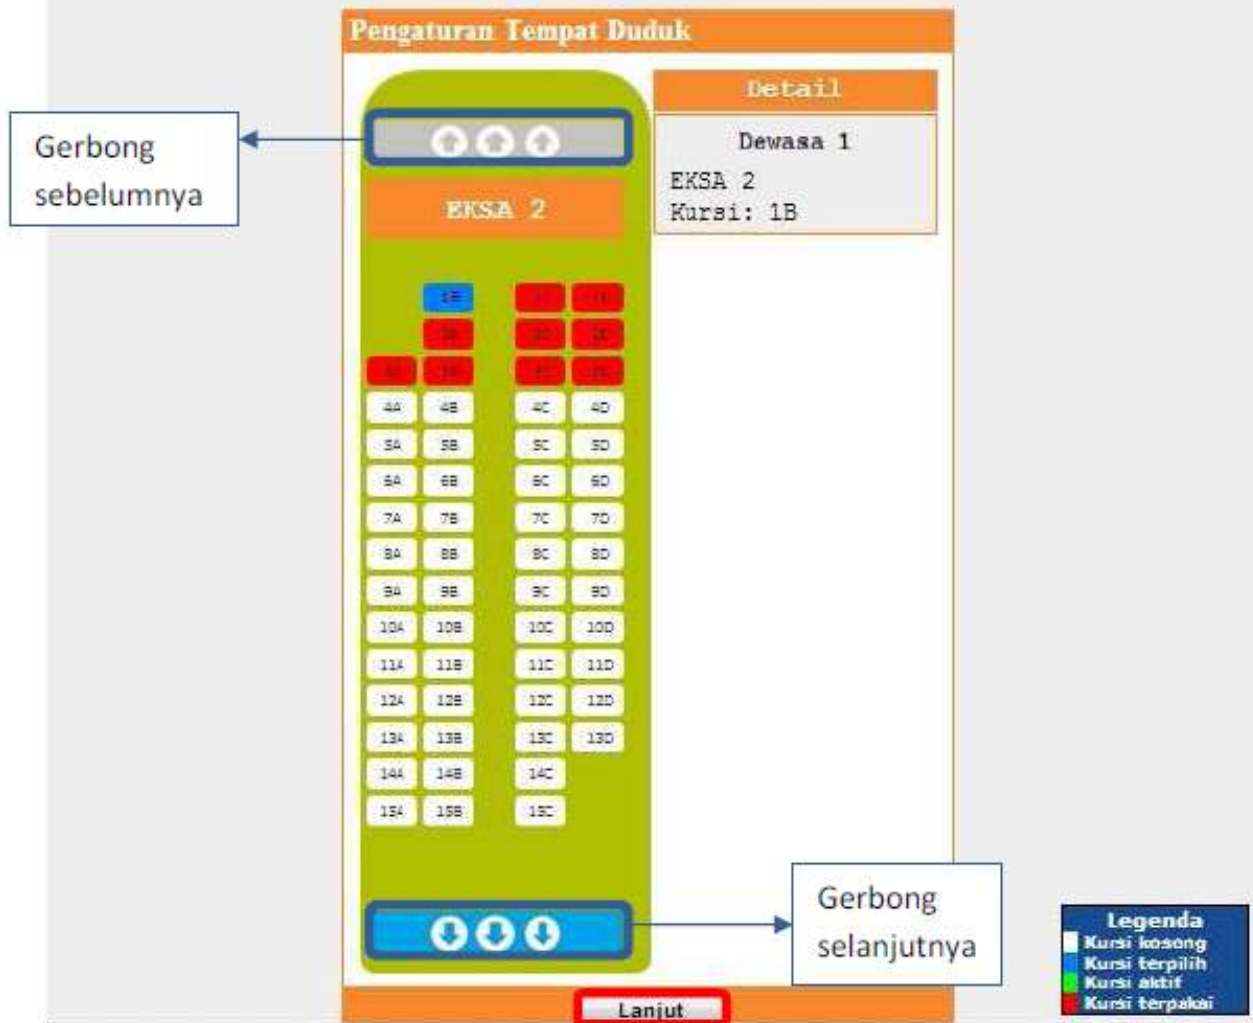 Pengaturan Tempat Duduk
Gerbong
sebelumnya
EKSA 2
Detail
Dewasa 1
EKSA 2
Kursi: 1B
1B
4A 4B 4C 4D
5A 5B 5C 5D
6A 6B 6C 6D
7A 7B 7C 7D
8A 8B 8C 8D
9A 9B 9C 9D
10A 10B 10C 10D
11A 11B 11C 11D
12A 12B 12C 12D
13A 13B 13C 13D
14A 14B 14C
15A 15B 15C
Gerbong
selanjutnya
Lanjut
Legenda
Kursi kosong
Kursi terpilih
Kursi aktif
Kursi terpakai